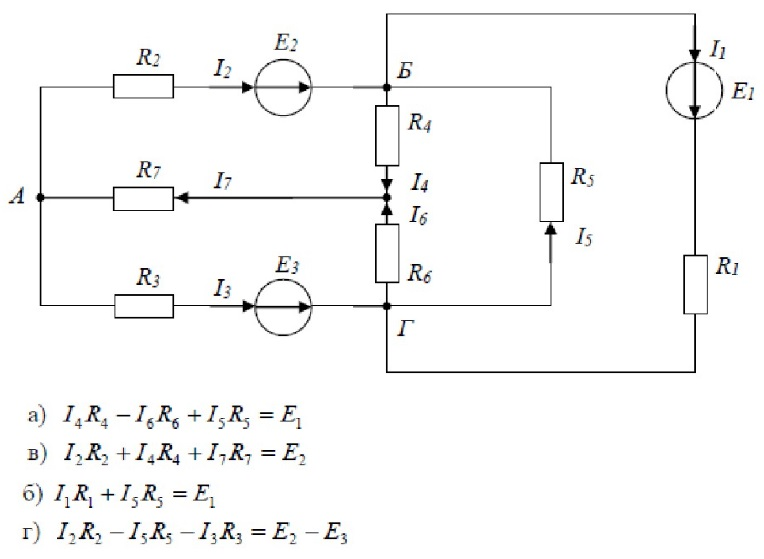 R2
I2
E2
Б
I1
E1
R4
A
R7
I7
I4
R5
I6
I5
R3
I3
E3
R6
R1
Г
а) I₄R₄ − I₆R₆ + I₅R₅ = E₁
в) I₂R₂ + I₄R₄ + I₇R₇ = E₂
б) I₁R₁ + I₅R₅ = E₁
г) I₂R₂ − I₅R₅ − I₃R₃ = E₂ − E₃